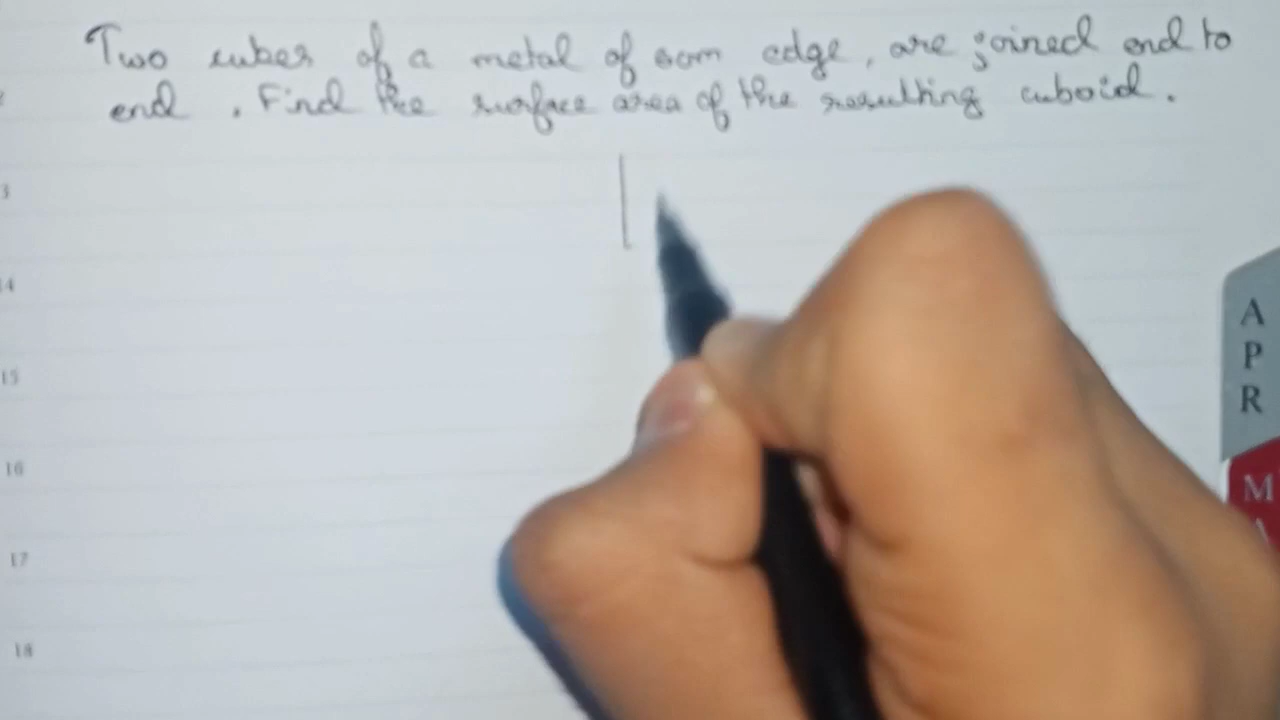 Two cubes of a metal of 8cm edge, are joined end to
end. Find the surface area of the resulting cuboid.
13
14
15
16
17
18
A
P
R
M